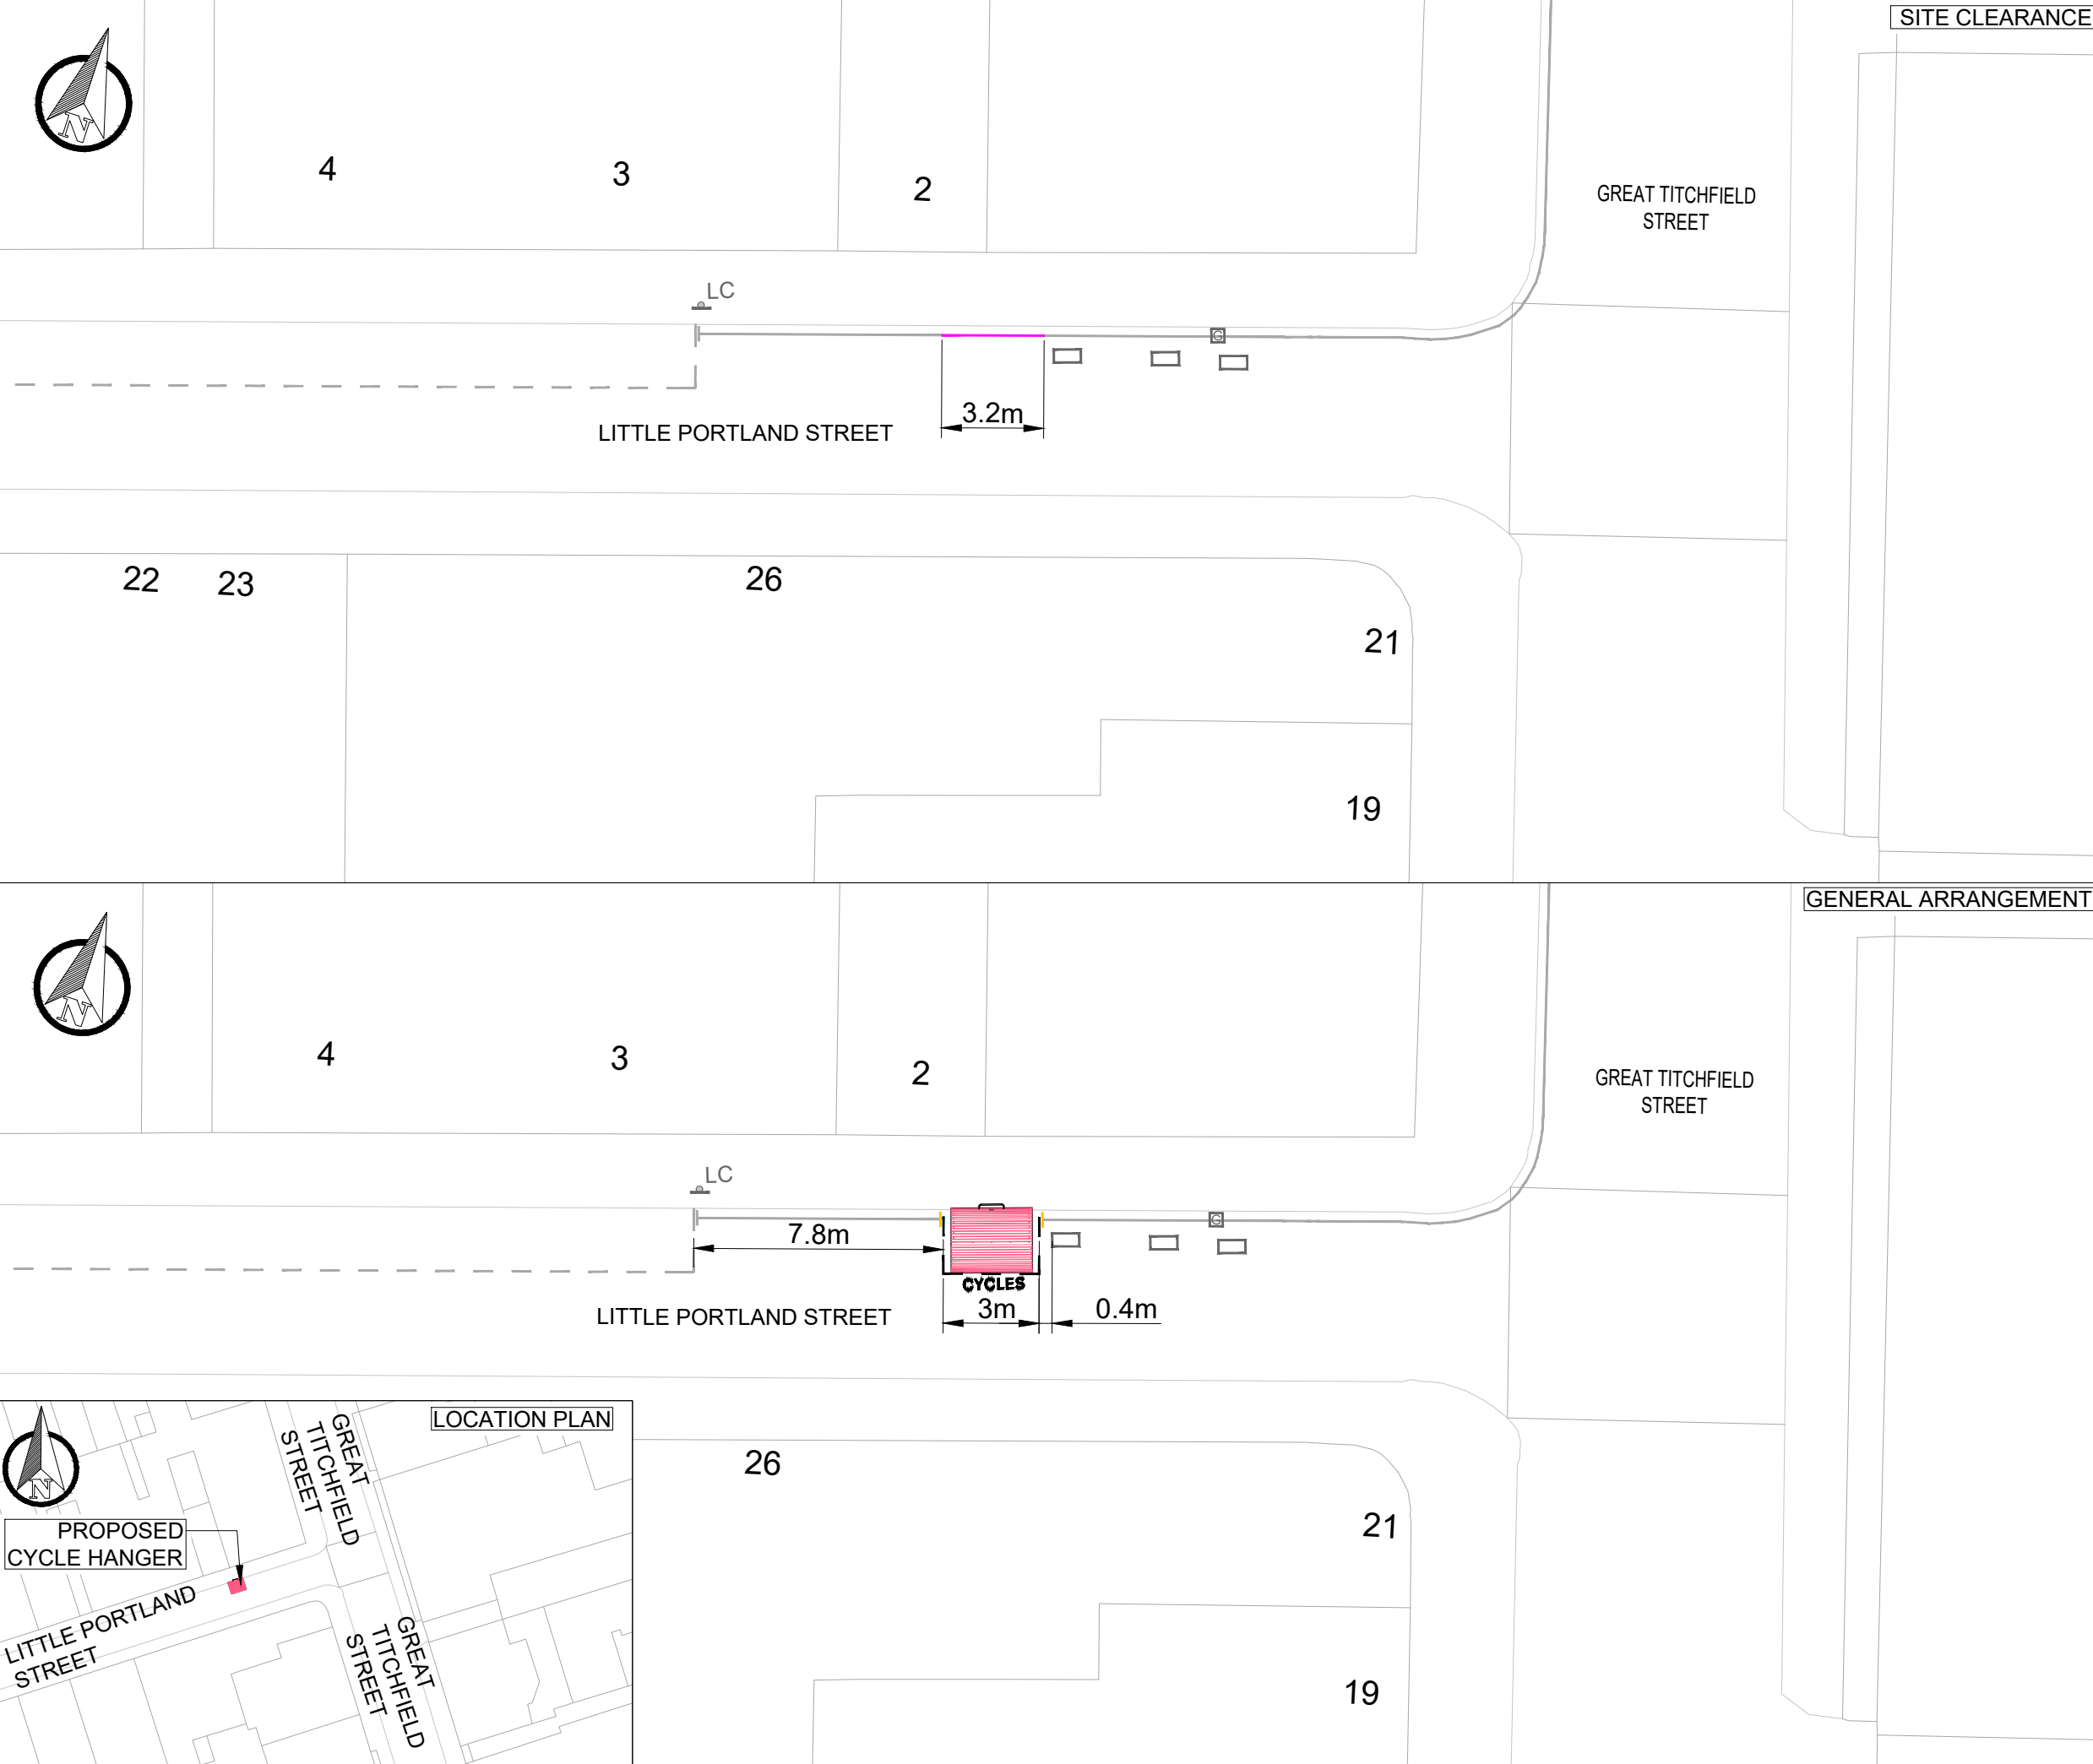 SITE CLEARANCE
N
4
3
2
GREAT TITCHFIELD
STREET
LC
G
3.2m
LITTLE PORTLAND STREET
22
23
26
21
19
GENERAL ARRANGEMENT
N
4
3
2
GREAT TITCHFIELD
STREET
LC
G
7.8m
CYCLES
3m
0.4m
LITTLE PORTLAND STREET
LOCATION PLAN
N
GREAT
TITCHFIELD
STREET
PROPOSED
CYCLE HANGER
LITTLE PORTLAND
STREET
GREAT
TITCHFIELD
STREET
26
21
19